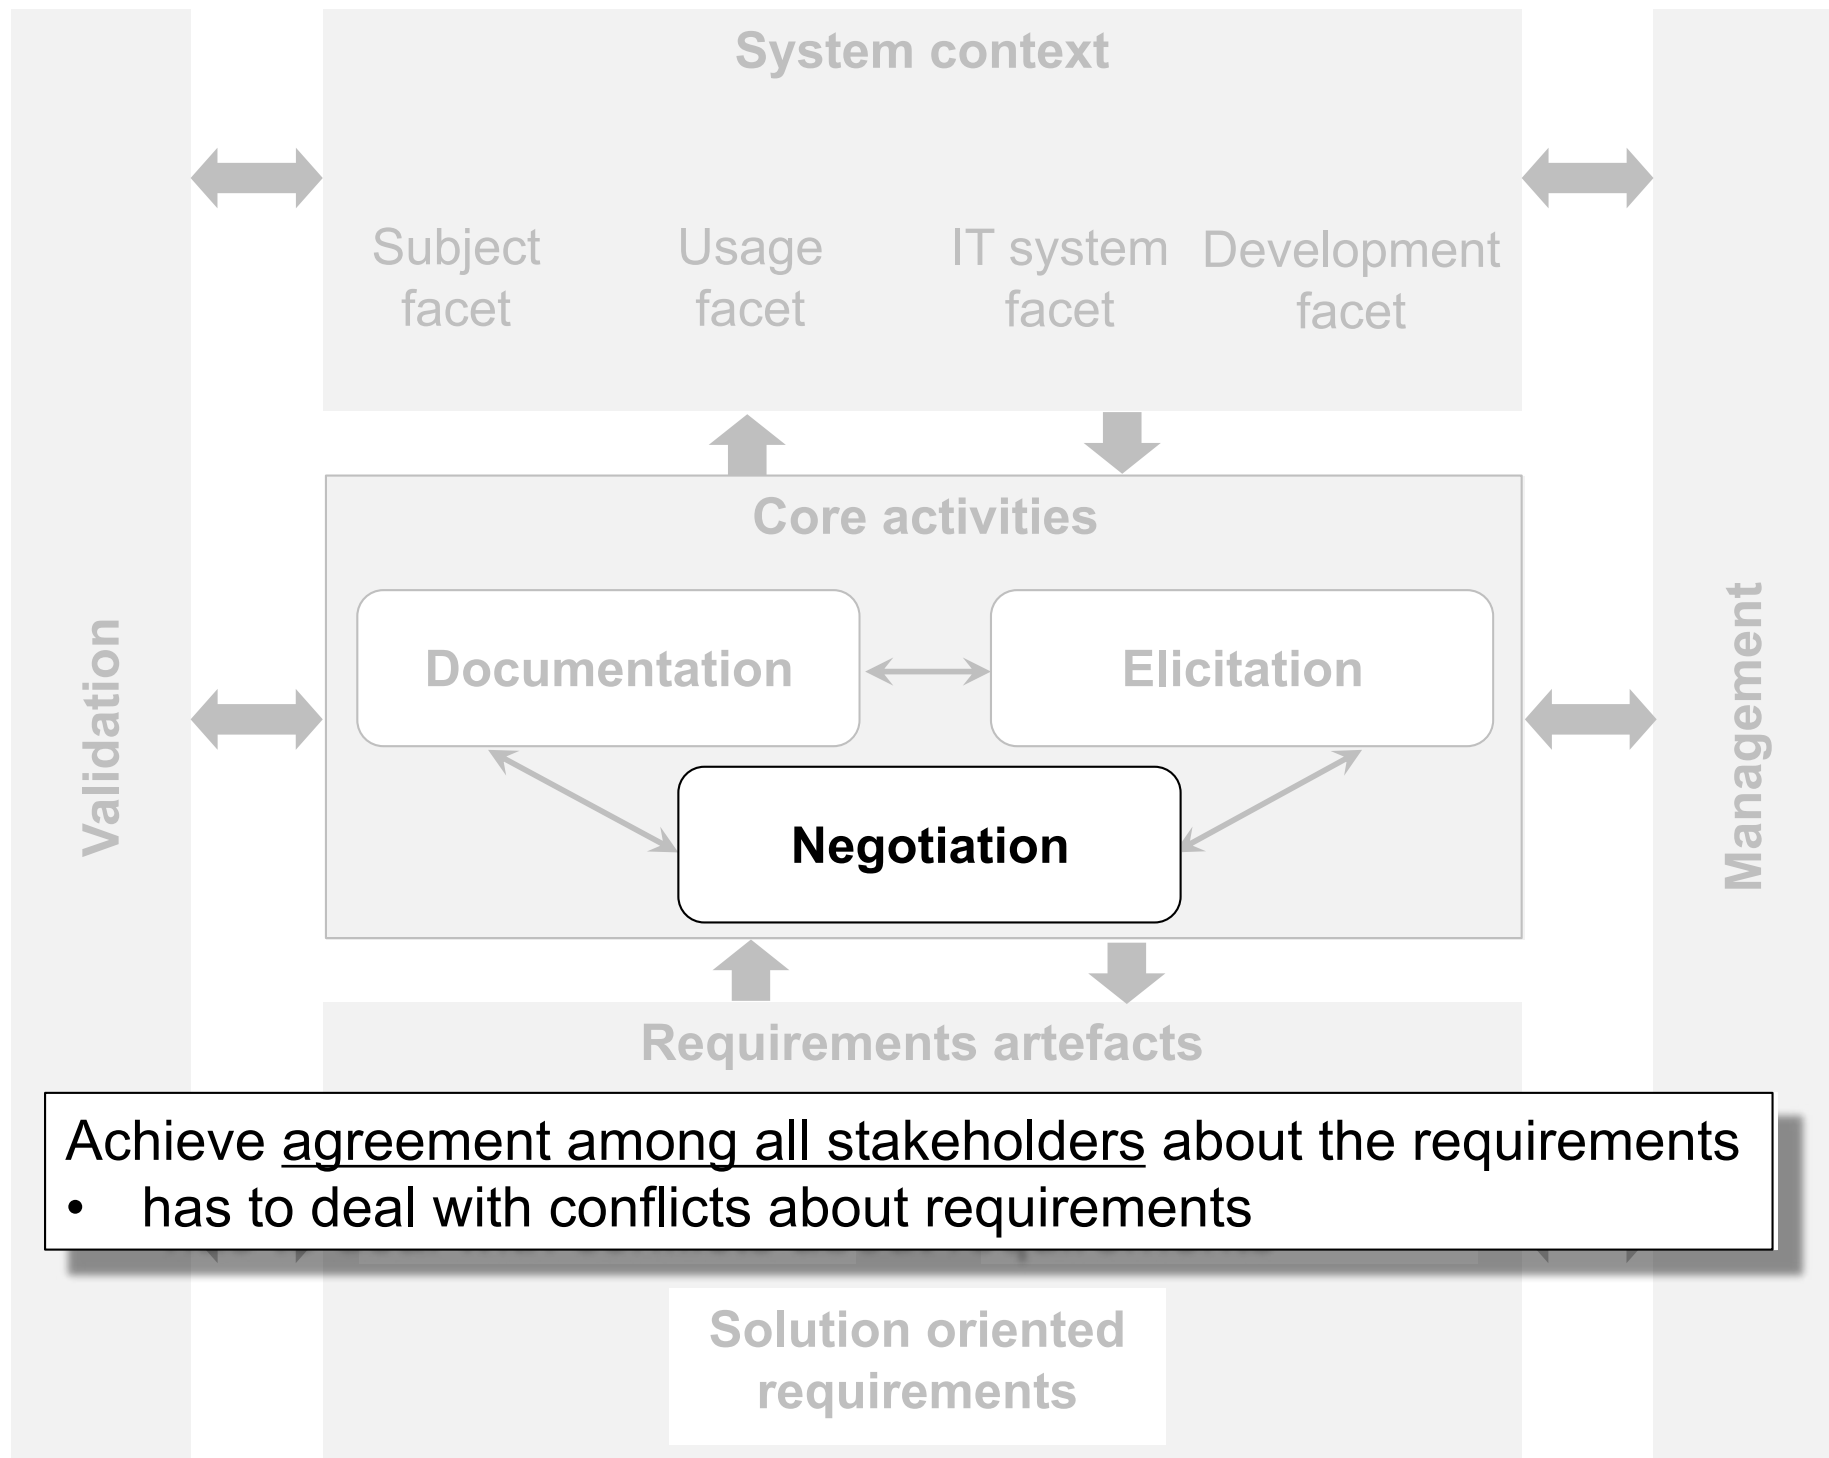 System context
Subject
facet
Usage
facet
IT system
facet
Development
facet
Core activities
Documentation
Elicitation
Negotiation
Validation
Management
Requirements artefacts
Achieve agreement among all stakeholders about the requirements
• has to deal with conflicts about requirements
Solution oriented
requirements